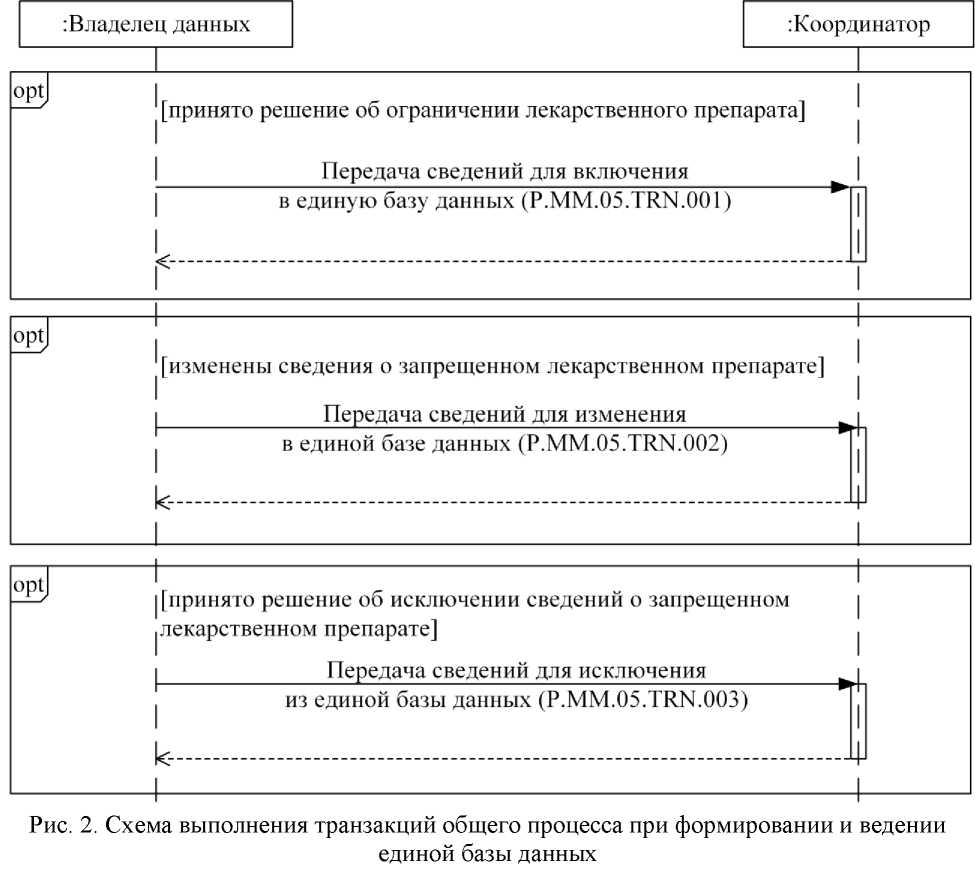 :Владелец данных
:Координатор
opt
[принято решение об ограничении лекарственного препарата]
Передача сведений для включения
в единую базу данных (P.MM.05.TRN.001)
opt
[изменены сведения о запрещенном лекарственном препарате]
Передача сведений для изменения
в единой базе данных (P.MM.05.TRN.002)
opt
[принято решение об исключении сведений о запрещенном
лекарственном препарате]
Передача сведений для исключения
из единой базы данных (P.MM.05.TRN.003)
Рис. 2. Схема выполнения транзакций общего процесса при формировании и ведении
единой базы данных